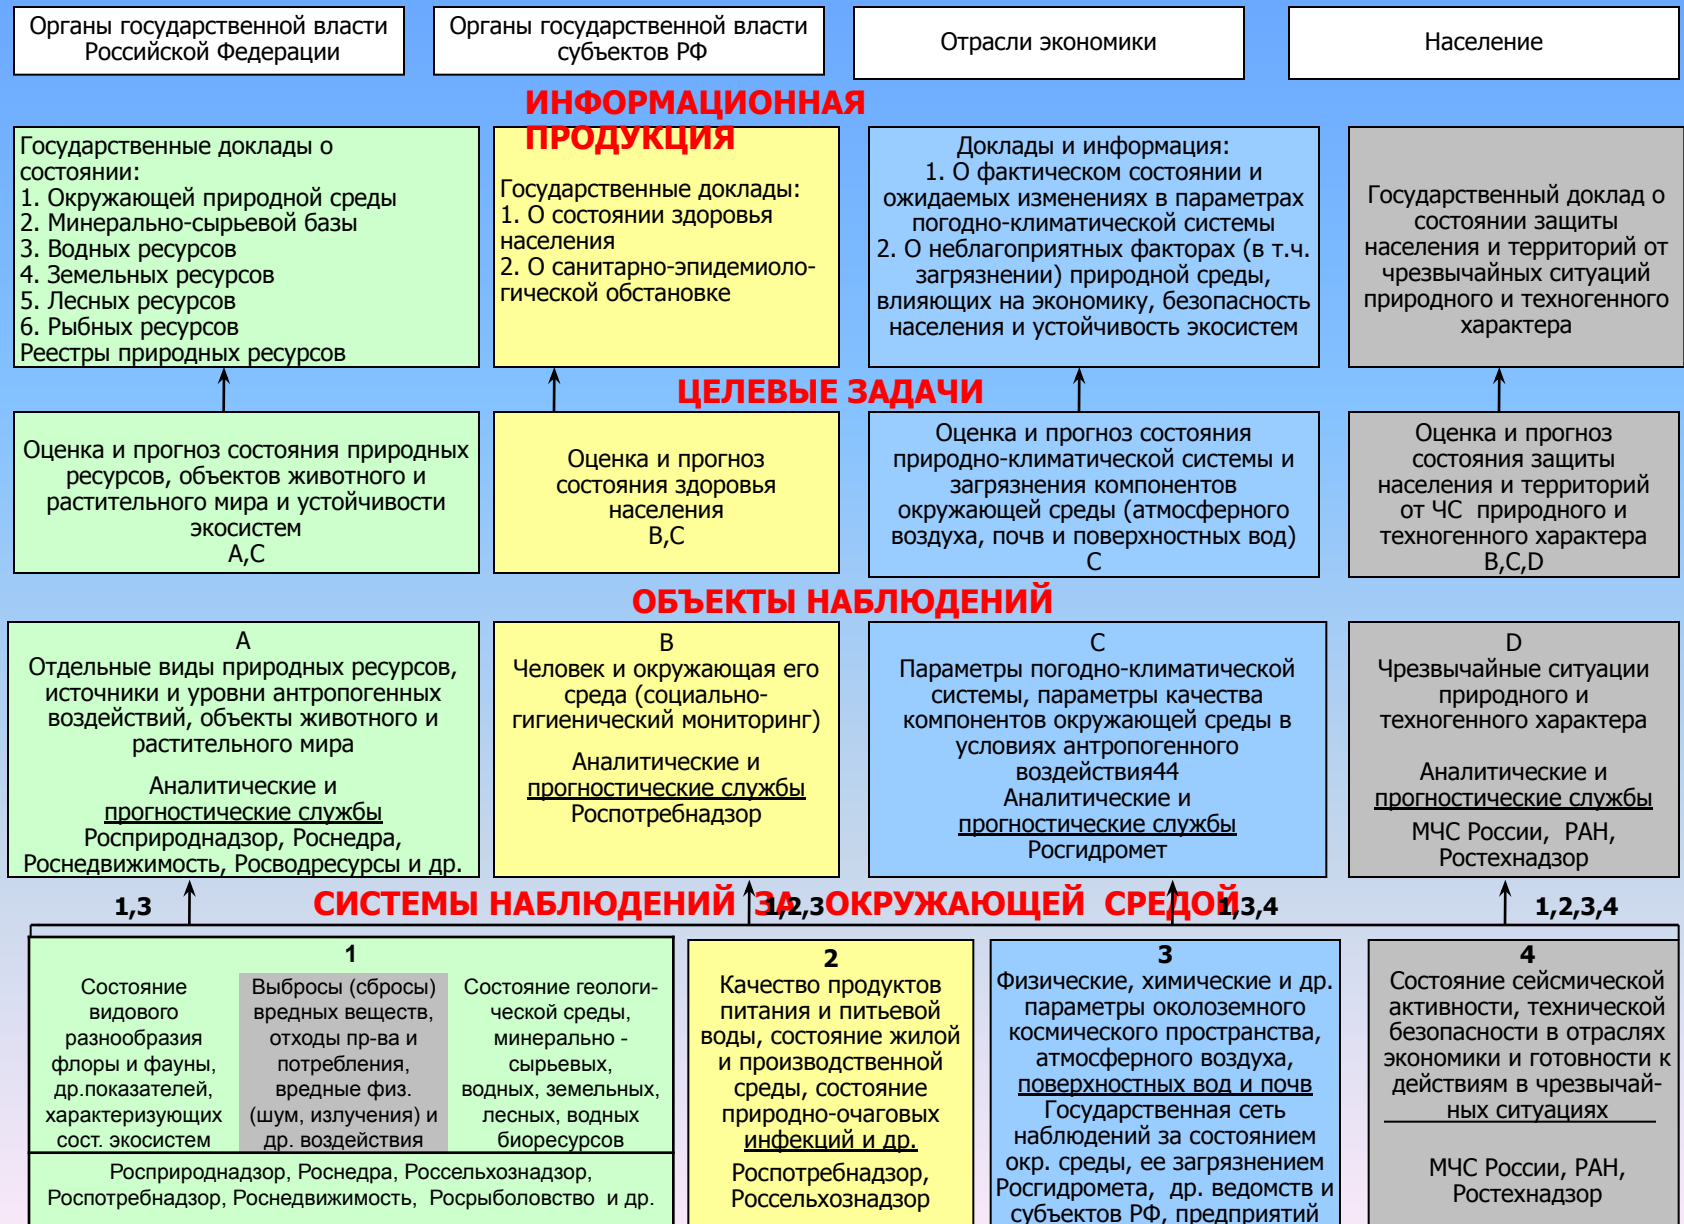 Органы государственной власти
Российской Федерации
Органы государственной власти
субъектов РФ
Отрасли экономики
Население
ИНФОРМАЦИОННАЯ
ПРОДУКЦИЯ
Государственные доклады о
состоянии:
1. Окружающей природной среды
2. Минерально-сырьевой базы
3. Водных ресурсов
4. Земельных ресурсов
5. Лесных ресурсов
6. Рыбных ресурсов
Реестры природных ресурсов
Государственные доклады:
1. О состоянии здоровья
населения
2. О санитарно-эпидемиоло-
гической обстановке
Доклады и информация:
1. О фактическом состоянии и
ожидаемых изменениях в параметрах
погодно-климатической системы
2. О неблагоприятных факторах (в т.ч.
загрязнении) природной среды,
влияющих на экономику, безопасность
населения и устойчивость экосистем
Государственный доклад о
состоянии защиты
населения и территорий от
чрезвычайных ситуаций
природного и техногенного
характера
ЦЕЛЕВЫЕ ЗАДАЧИ
Оценка и прогноз состояния природных
ресурсов, объектов животного и
растительного мира и устойчивости
экосистем
A,C
Оценка и прогноз
состояния здоровья
населения
B,C
Оценка и прогноз состояния
природно-климатической системы и
загрязнения компонентов
окружающей среды (атмосферного
воздуха, почв и поверхностных вод)
C
Оценка и прогноз
состояния защиты
населения и территорий
от ЧС природного и
техногенного характера
B,C,D
ОБЪЕКТЫ НАБЛЮДЕНИЙ
A
Отдельные виды природных ресурсов,
источники и уровни антропогенных
воздействий, объекты животного и
растительного мира
Аналитические и
прогностические службы
Росприроднадзор, Роснедра,
Роснедвижимость, Росводресурсы и др.
B
Человек и окружающая его
среда (социально-
гигиенический мониторинг)
Аналитические и
прогностические службы
Роспотребнадзор
C
Параметры погодно-климатической
системы, параметры качества
компонентов окружающей среды в
условиях антропогенного
воздействия44
Аналитические и
прогностические службы
Росгидромет
D
Чрезвычайные ситуации
природного и
техногенного характера
Аналитические и
прогностические службы
МЧС России, РАН,
Ростехнадзор
СИСТЕМЫ НАБЛЮДЕНИЙ ЗА ОКРУЖАЮЩЕЙ СРЕДОЙ
1,3
1,2,3
1,3,4
1,2,3,4
1
Состояние
видового
разнообразия
флоры и фауны,
др.показателей,
характеризующих
сост. экосистем
Выбросы (сбросы)
вредных веществ,
отходы пр-ва и
потребления,
вредные физ.
(шум, излучения) и
др. воздействия
Состояние геологи-
ческой среды,
минерально -
сырьевых,
водных, земельных,
лесных, водных
биоресурсов
Росприроднадзор, Роснедра, Россельхознадзор,
Роспотребнадзор, Роснедвижимость, Росрыболовство и др.
2
Качество продуктов
питания и питьевой
воды, состояние жилой
и производственной
среды, состояние
природно-очаговых
инфекций и др.
Роспотребнадзор,
Россельхознадзор
3
Физические, химические и др.
параметры околоземного
космического пространства,
атмосферного воздуха,
поверхностных вод и почв
Государственная сеть
наблюдений за состоянием
окр. среды, ее загрязнением
Росгидромета, др. ведомств и
субъектов РФ, предприятий
4
Состояние сейсмической
активности, технической
безопасности в отраслях
экономики и готовности к
действиям в чрезвычай-
ных ситуациях
МЧС России, РАН,
Ростехнадзор